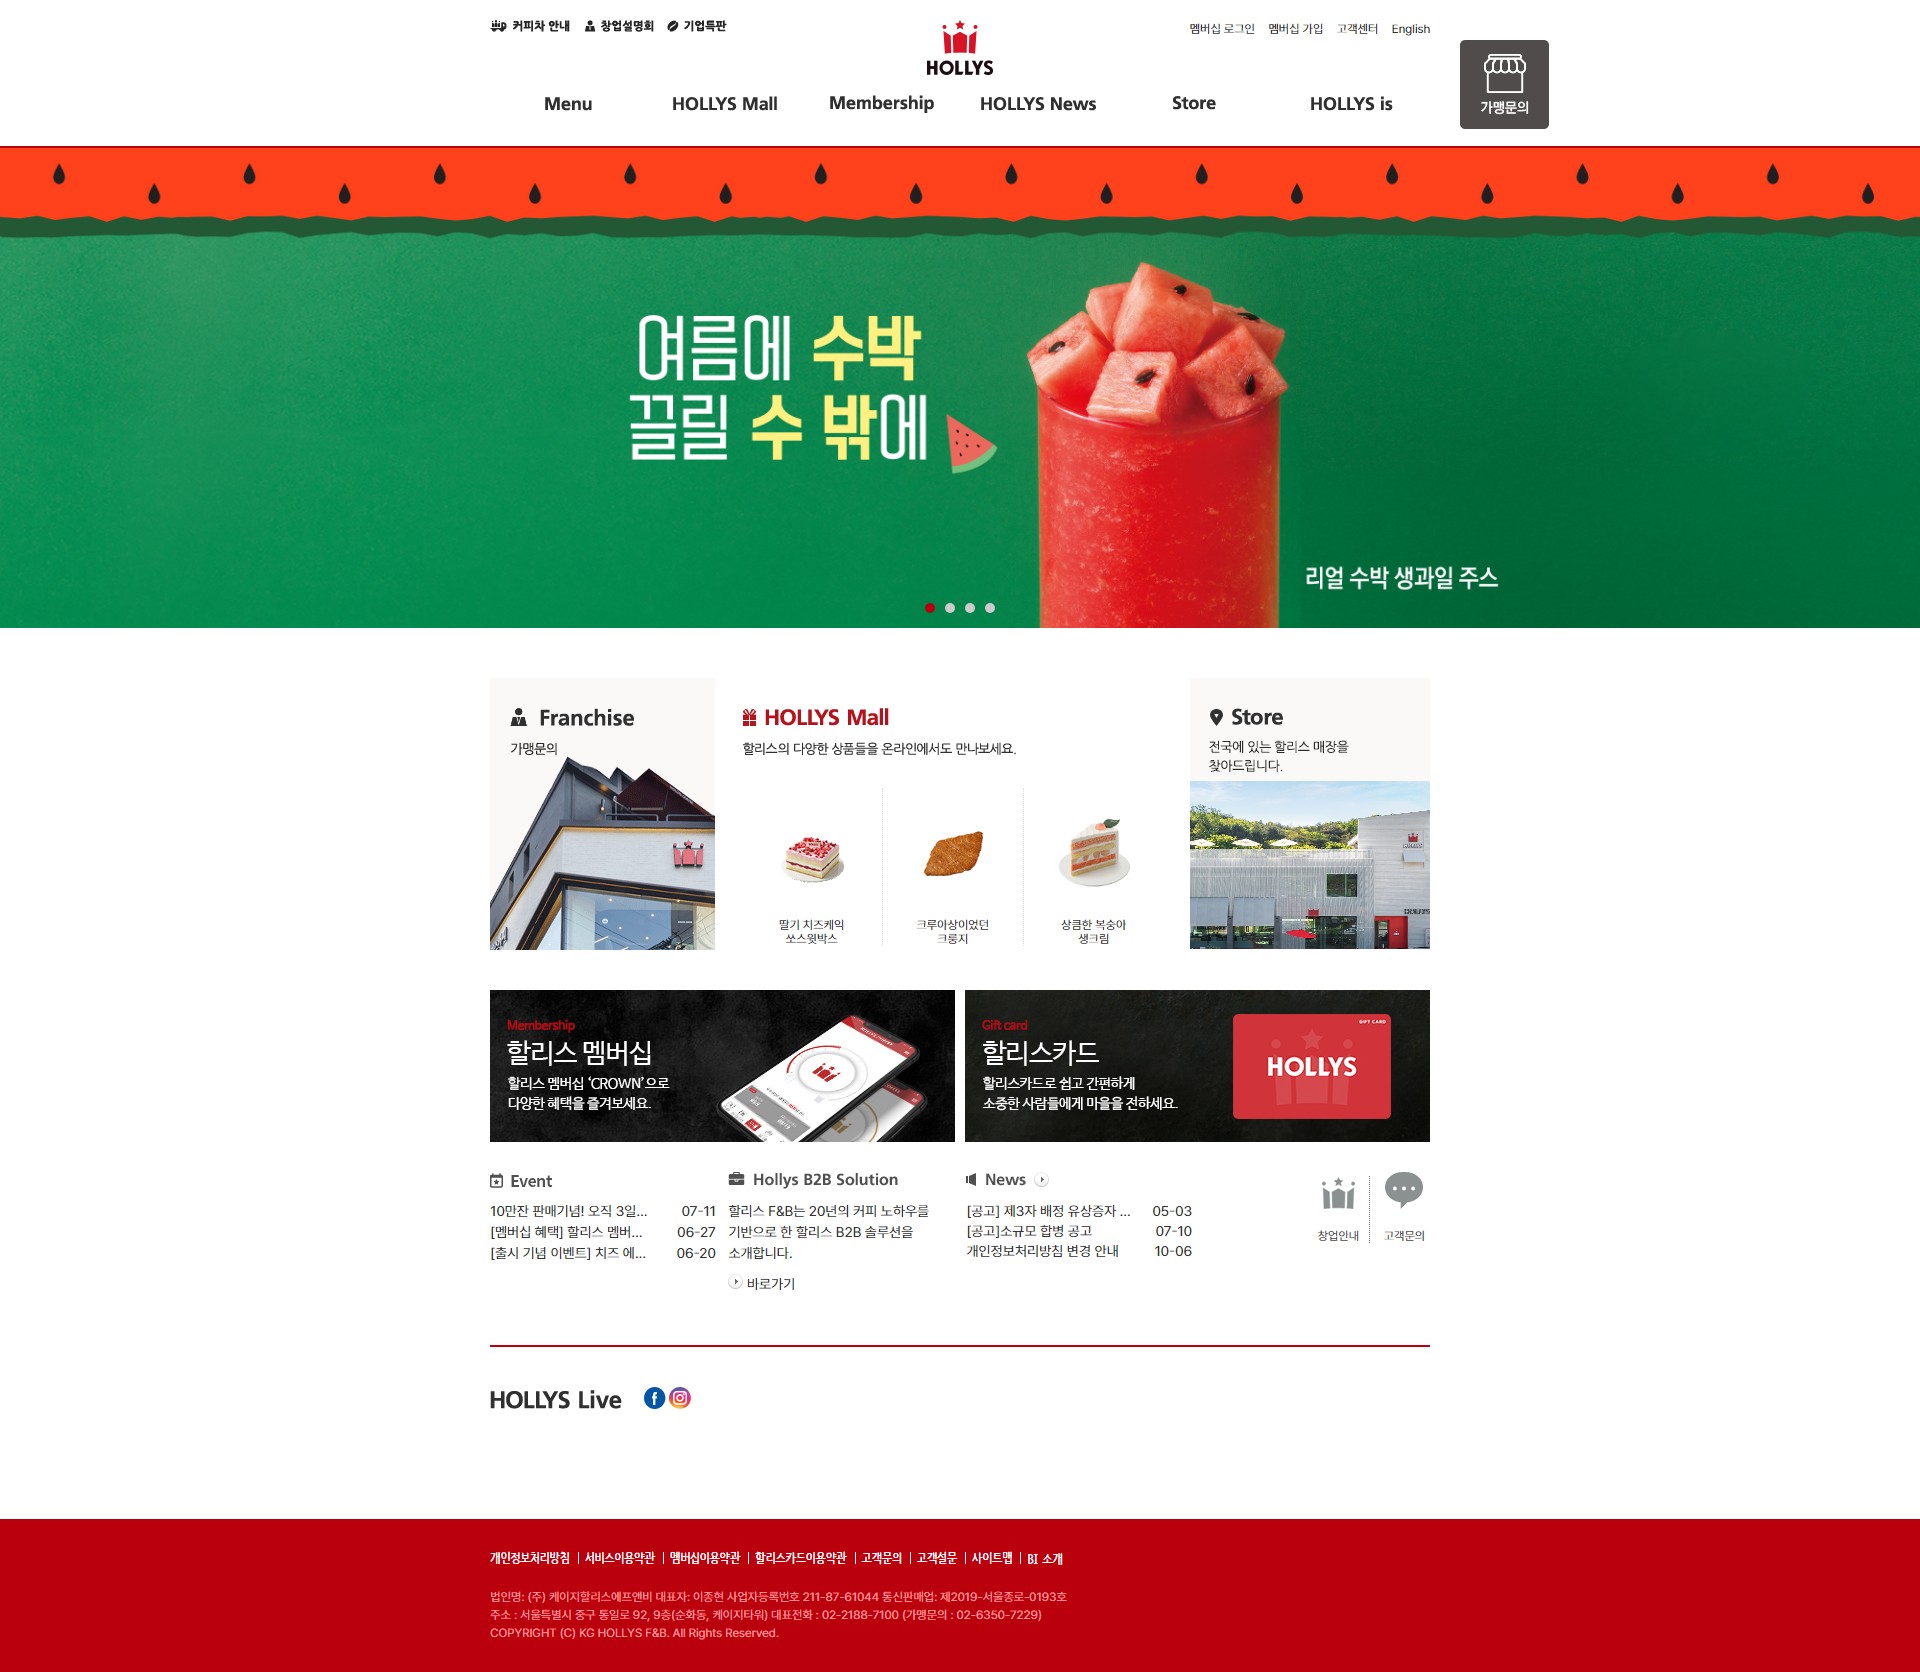 커피차 안내 창업설명회 기업특판
HOLLYS
멤버십 로그인 멤버십 가입 고객센터 English
가맹문의
Menu HOLLYS Mall Membership HOLLYS News Store HOLLYS is
여름에 수박
끌릴 수 밖에
리얼 수박 생과일 주스
Franchise
가맹문의
HOLLYS Mall
할리스의 다양한 상품들을 온라인에서도 만나보세요.
딸기 치즈케익
쏘스윗박스
크루아상이었던
크룽지
상큼한 복숭아
생크림
Store
전국에 있는 할리스 매장을
찾아드립니다.
HOLLYS
HOLLYS
Membership
할리스 멤버십
할리스 멤버십 ‘CROWN’으로
다양한 혜택을 즐겨보세요.
Gift card
할리스카드
할리스카드로 쉽고 간편하게
소중한 사람들에게 마음을 전하세요.
GIFT CARD
HOLLYS
Event
10만잔 판매기념! 오직 3일... 07-11
[멤버십 혜택] 할리스 멤버... 06-27
[출시 기념 이벤트] 치즈 에... 06-20
Hollys B2B Solution
할리스 F&B는 20년의 커피 노하우를
기반으로 한 할리스 B2B 솔루션을
소개합니다.
바로가기
News
[공고] 제3자 배정 유상증자 ... 05-03
[공고]소규모 합병 공고 07-10
개인정보처리방침 변경 안내 10-06
창업안내
고객문의
HOLLYS Live
개인정보처리방침 서비스이용약관 멤버십이용약관 할리스카드이용약관 고객문의 고객설문 사이트맵 BI 소개
법인명: (주) 케이지할리스에프앤비 대표자: 이종현 사업자등록번호 211-87-61044 통신판매업: 제2019-서울종로-0193호
주소 : 서울특별시 중구 통일로 92, 9층(순화동, 케이지타워) 대표전화 : 02-2188-7100 (가맹문의 : 02-6350-7229)
COPYRIGHT (C) KG HOLLYS F&B. All Rights Reserved.